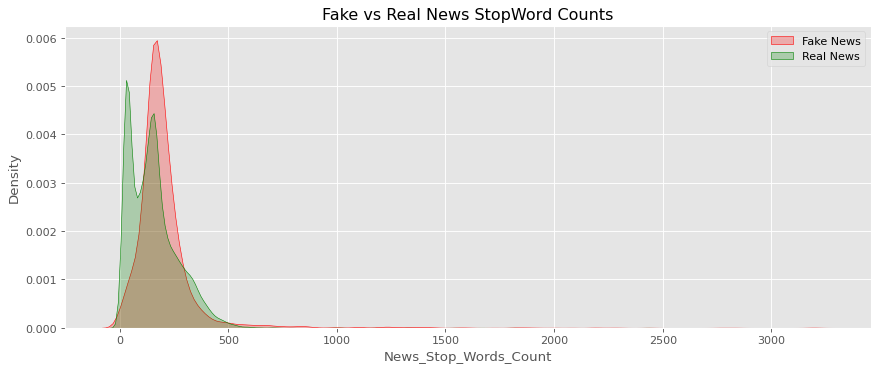 Fake vs Real News StopWord Counts
Fake News
Real News
0.006
0.005
0.004
0.003
0.002
0.001
0.000
Density
0
500
1000
1500
2000
2500
3000
News_Stop_Words_Count